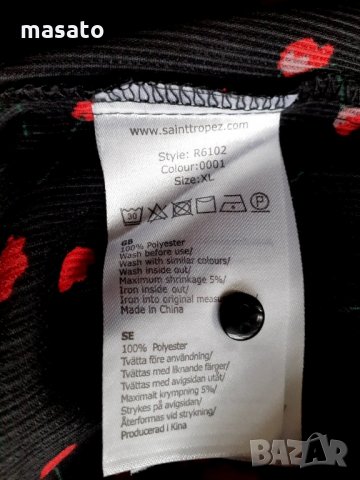 masato
www.sainttropez.com
Style: R6102
Colour:0001
Size:XL
30
P
GB
100% Polyester
Wash before use/
Wash with similar colours/
Wash inside out/
Maximum shrinkage 5%/
Iron inside out/
Iron into original measu
Made in China
SE
100% Polyester
Tvätta före användning/
Tvättas med liknande färger/
Tvättas med avigsidan utåt/
Maximalt krympning 5%/
Strykes på avigsidan/
Återformas vid strykning/
Producerad i Kina
BAZAR
bg